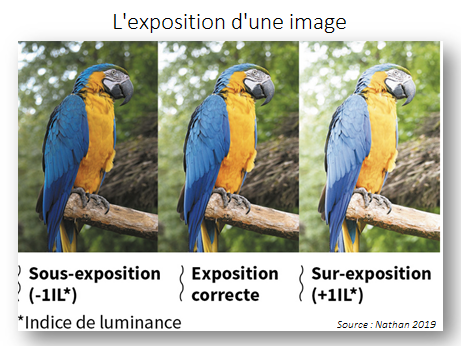 L'exposition d'une image
Sous-exposition
(-1IL*)
Exposition
correcte
Sur-exposition
(+1IL*)
*Indice de luminance
Source : Nathan 2019